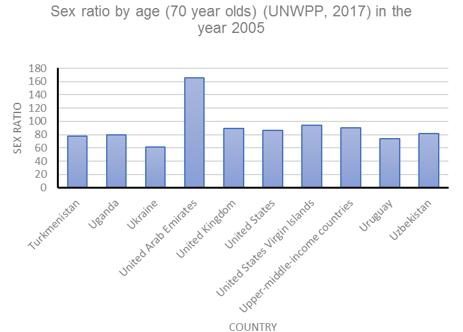 Sex ratio by age (70 year olds) (UNWPP, 2017) in the
year 2005
180
160
140
120
100
80
60
40
20
0
SEX RATIO
Turkmenistan
Uganda
Ukraine
United Arab Emirates
United Kingdom
United States
United States Virgin Islands
Upper-middle-income countries
Uruguay
Uzbekistan
COUNTRY